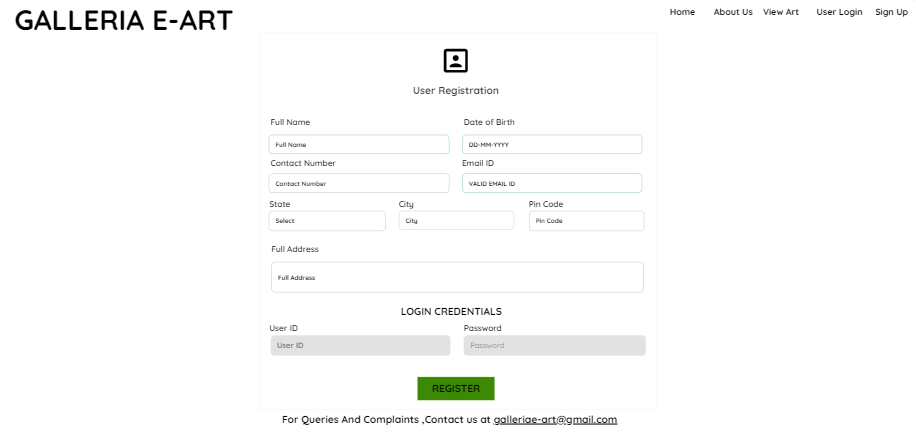 GALLERIA E-ART
Home About Us View Art User Login Sign Up
User Registration
Full Name Date of Birth
Full Name DD-MM-YYYY
Contact Number Email ID
Contact Number VALID EMAIL ID
State City Pin Code
Select City Pin Code
Full Address
Full Address
LOGIN CREDENTIALS
User ID Password
User ID Password
REGISTER
For Queries And Complaints ,Contact us at galleriae-art@gmail.com